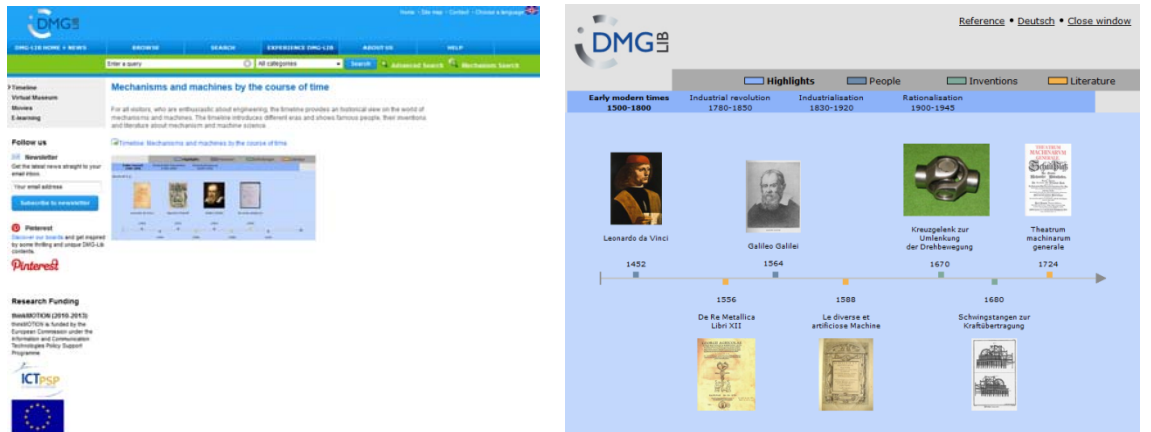 Home • Site map • Contact • Choose a language
DMG
LIB
DMG-LIB HOME + NEWS
BROWSE
SEARCH
EXPERIENCE DMG-LIB
ABOUT US
HELP
Enter a query
All categories
Search
Advanced Search
Mechanism Search
Timeline
Virtual Museum
Movies
E-learning
Mechanisms and machines by the course of time
For all visitors, who are enthusiastic about engineering, the timeline provides an historical view on the world of
mechanisms and machines. The timeline introduces different eras and shows famous people, their inventions
and literature about mechanism and machine science.
Timeline: Mechanisms and machines by the course of time
Follow us
Newsletter
Get the latest news straight to your
email inbox.
Your email address
Subscribe to newsletter
Pinterest
Discover our boards and get inspired
by some thrilling and unique DMG-Lib
contents.
Pinterest
Research Funding
thinkMOTION (2010-2013)
thinkMOTION is funded by the
European Commission under the
Information and Communication
Technologies Policy Support
Programme
ICTPSP
DMG
LIB
Reference • Deutsch • Close window
Highlights
People
Inventions
Literature
Early modern times
1500-1800
Industrial revolution
1780-1850
Industrialisation
1830-1920
Rationalisation
1900-1945
Leonardo da Vinci
Galileo Galilei
Kreuzgelenk zur
Umlenkung
der Drehbewegung
Theatrum
machinarum
generale
1452
1564
1670
1724
1556
1588
1680
De Re Metallica
Libri XII
Le diverse et
artificiose Machine
Schwingstangen zur
Kraftübertragung